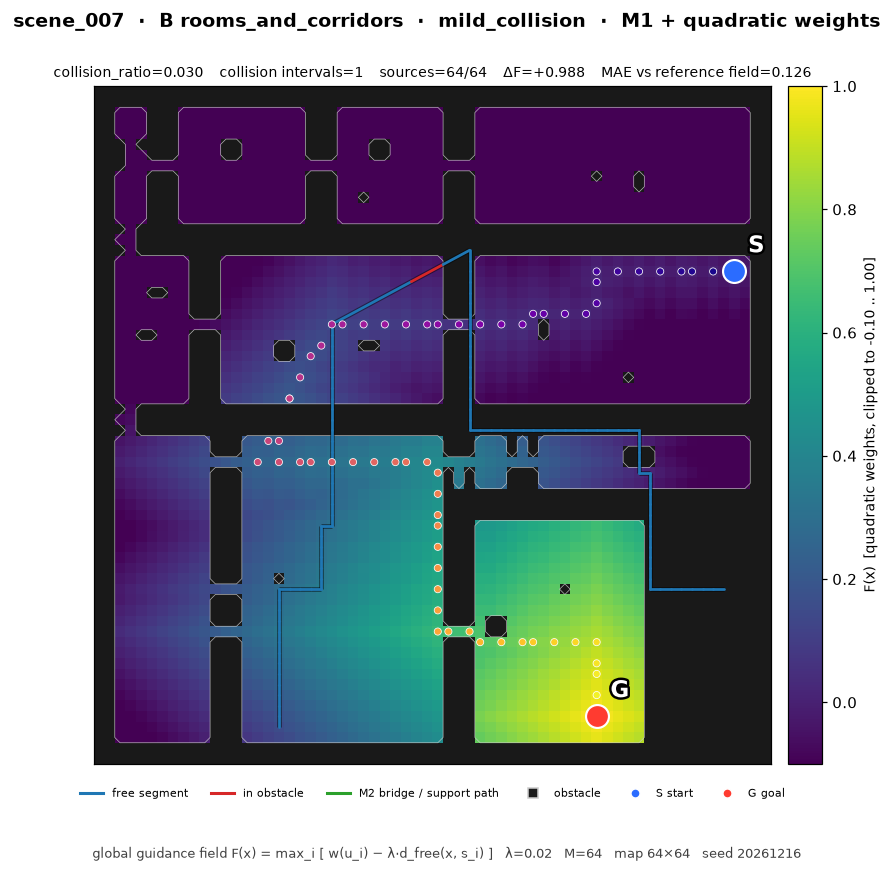 scene_007 · B rooms_and_corridors · mild_collision · M1 + quadratic weights
collision_ratio=0.030 collision intervals=1 sources=64/64 ΔF=+0.988 MAE vs reference field=0.126
S
G
1.0
0.8
0.6
0.4
0.2
0.0
F(x) [quadratic weights, clipped to -0.10 .. 1.00]
free segment
in obstacle
M2 bridge / support path
obstacle
S start
G goal
global guidance field F(x) = max_i [ w(u_i) − λ·d_free(x, s_i) ] λ=0.02 M=64 map 64×64 seed 20261216